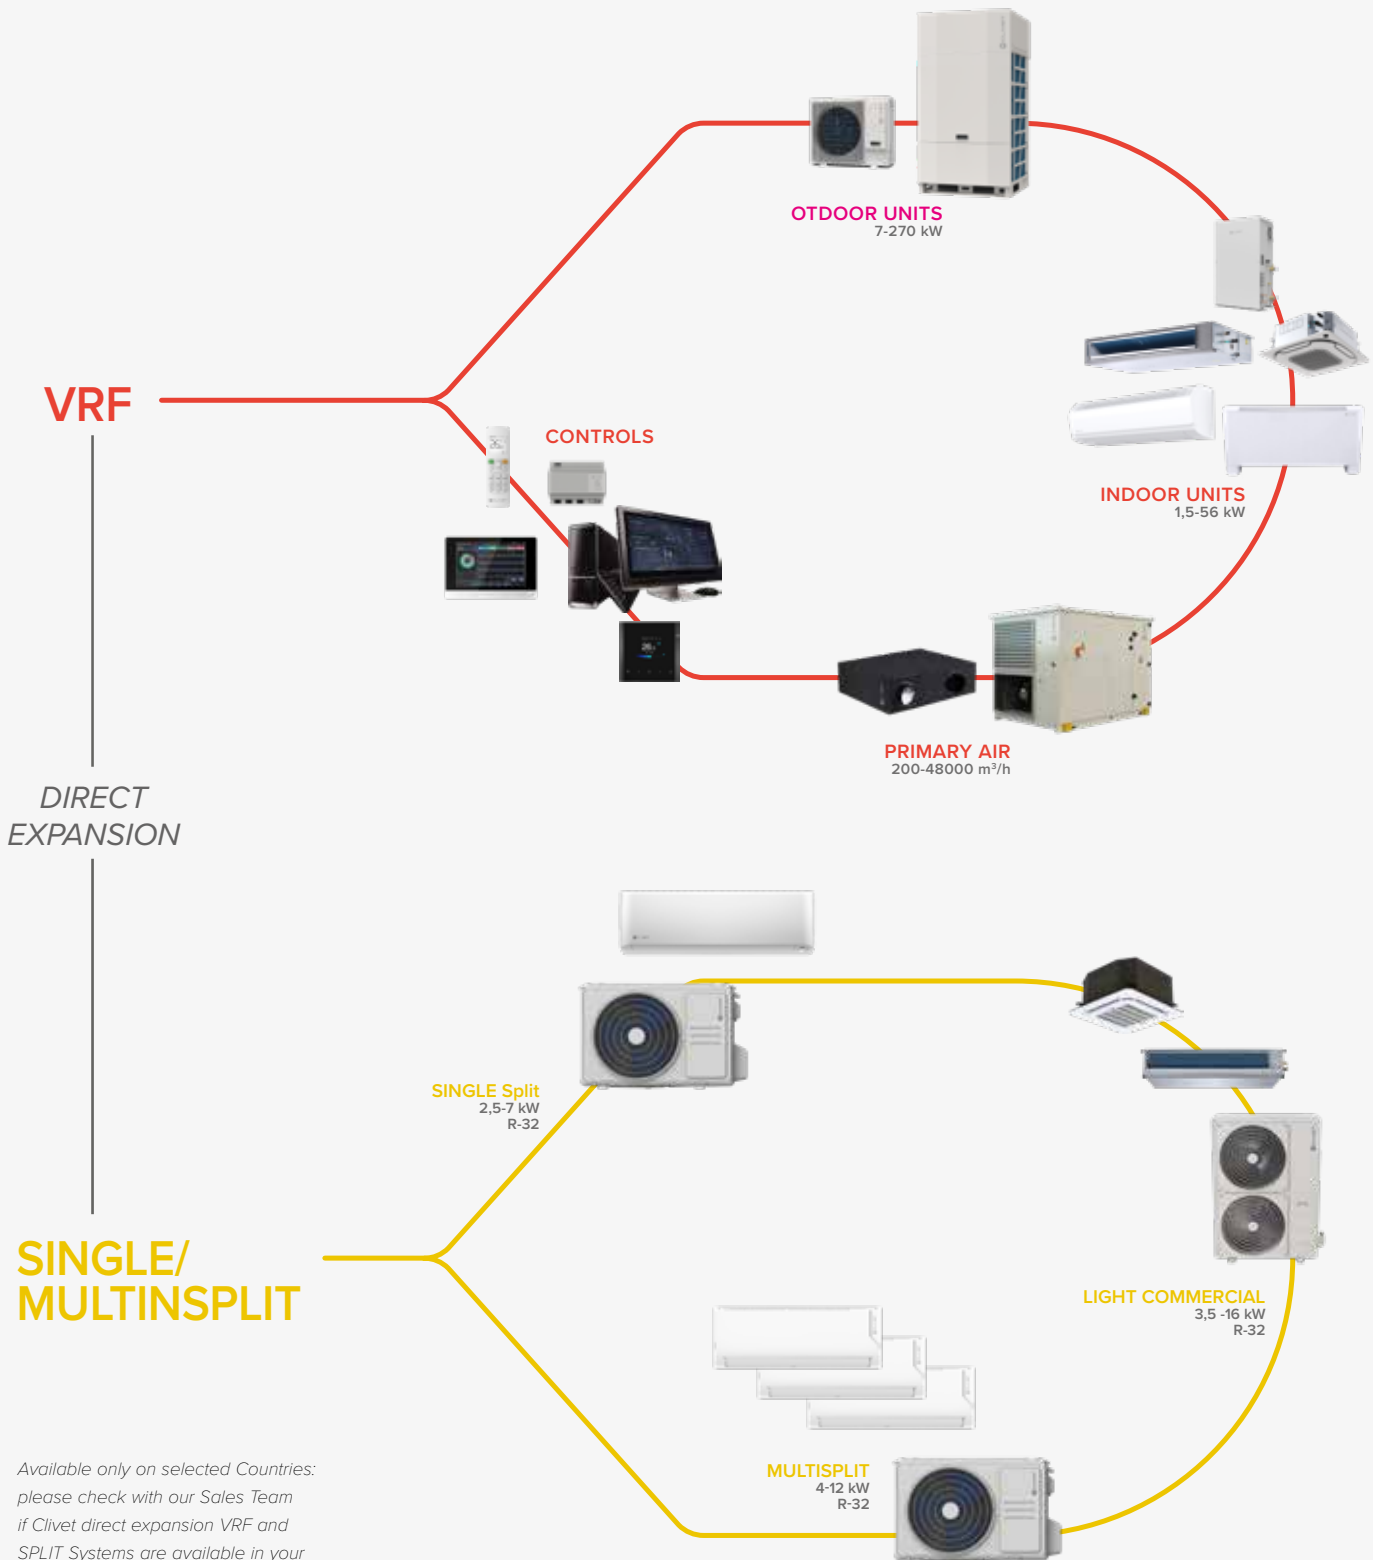 OTDOOR UNITS
7-270 kW
VRF
CONTROLS
INDOOR UNITS
1,5-56 kW
PRIMARY AIR
200-48000 m³/h
DIRECT
EXPANSION
SINGLE Split
2,5-7 kW
R-32
SINGLE/
MULTINSPLIT
LIGHT COMMERCIAL
3,5 -16 kW
R-32
MULTISPLIT
4-12 kW
R-32
Available only on selected Countries:
please check with our Sales Team
if Clivet direct expansion VRF and
SPLIT Systems are available in your